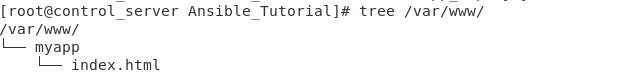 [root@control_server Ansible_Tutorial]# tree /var/www/
/var/www/
└── myapp
    └── index.html